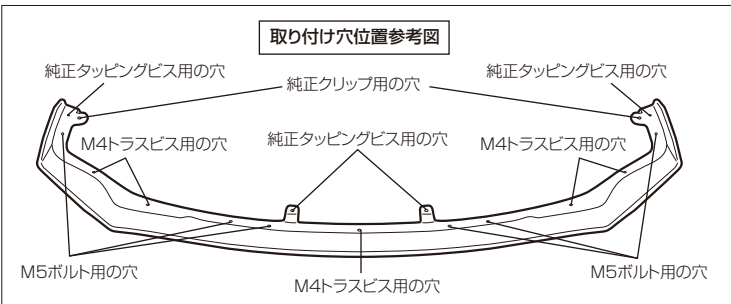 取り付け穴位置参考図
純正タッピングビス用の穴
純正クリップ用の穴
純正タッピングビス用の穴
M4トラスビス用の穴
純正タッピングビス用の穴
M4トラスビス用の穴
M5ボルト用の穴
M4トラスビス用の穴
M5ボルト用の穴